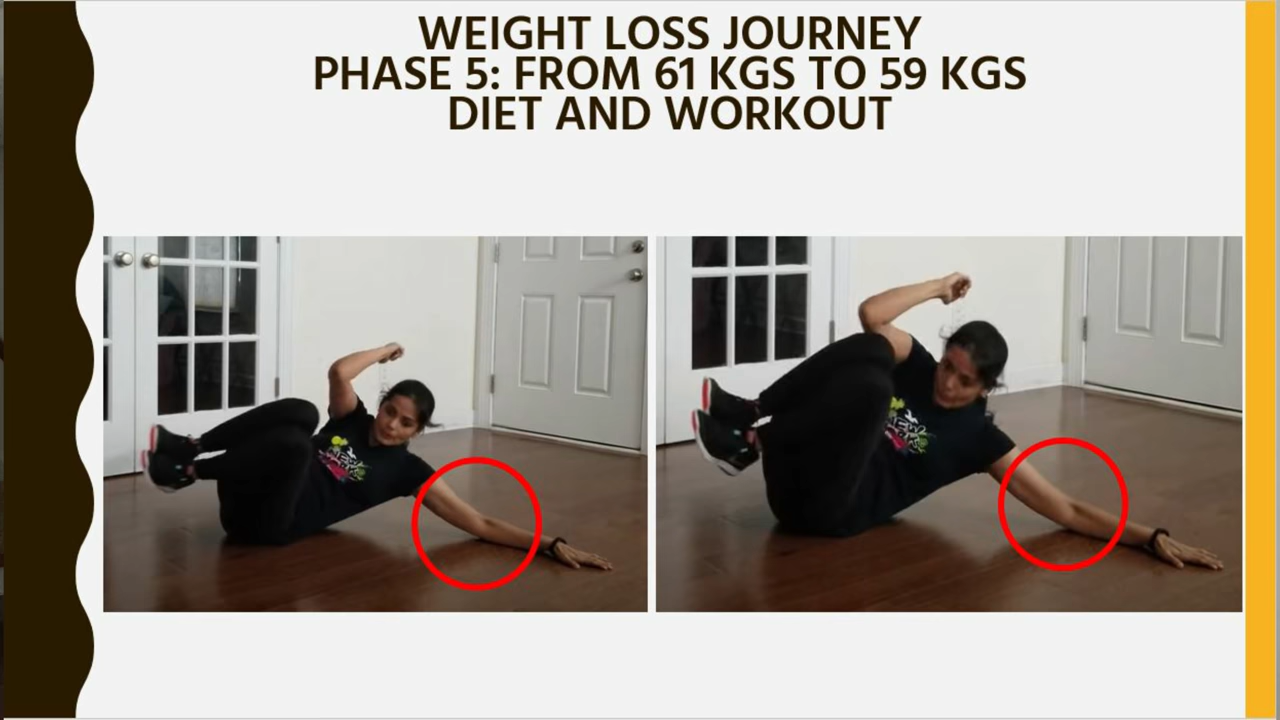 WEIGHT LOSS JOURNEY
PHASE 5: FROM 61 KGS TO 59 KGS
DIET AND WORKOUT